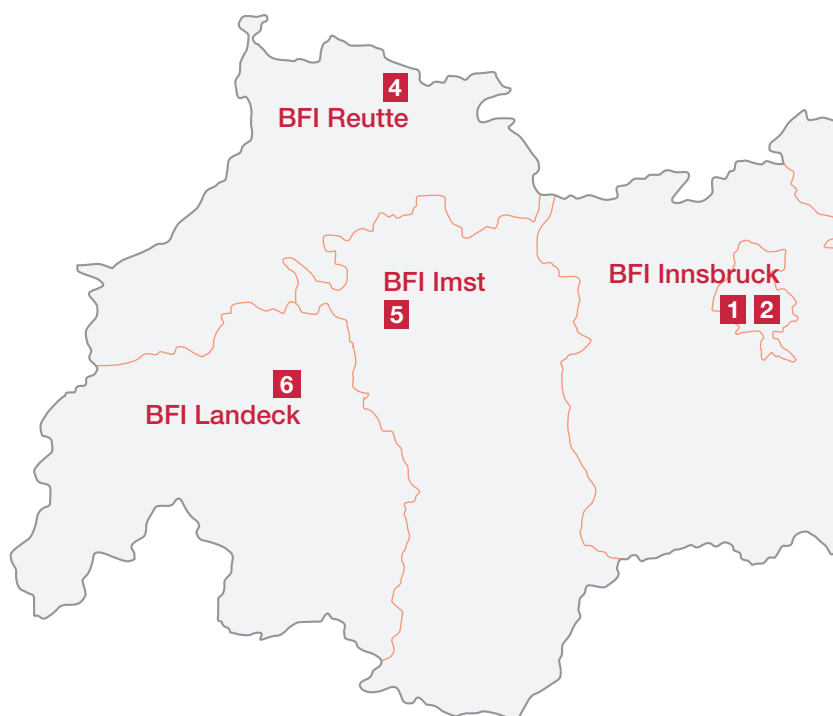 4
BFI Reutte
BFI Innsbruck
1 2
BFI Imst
5
6
BFI Landeck